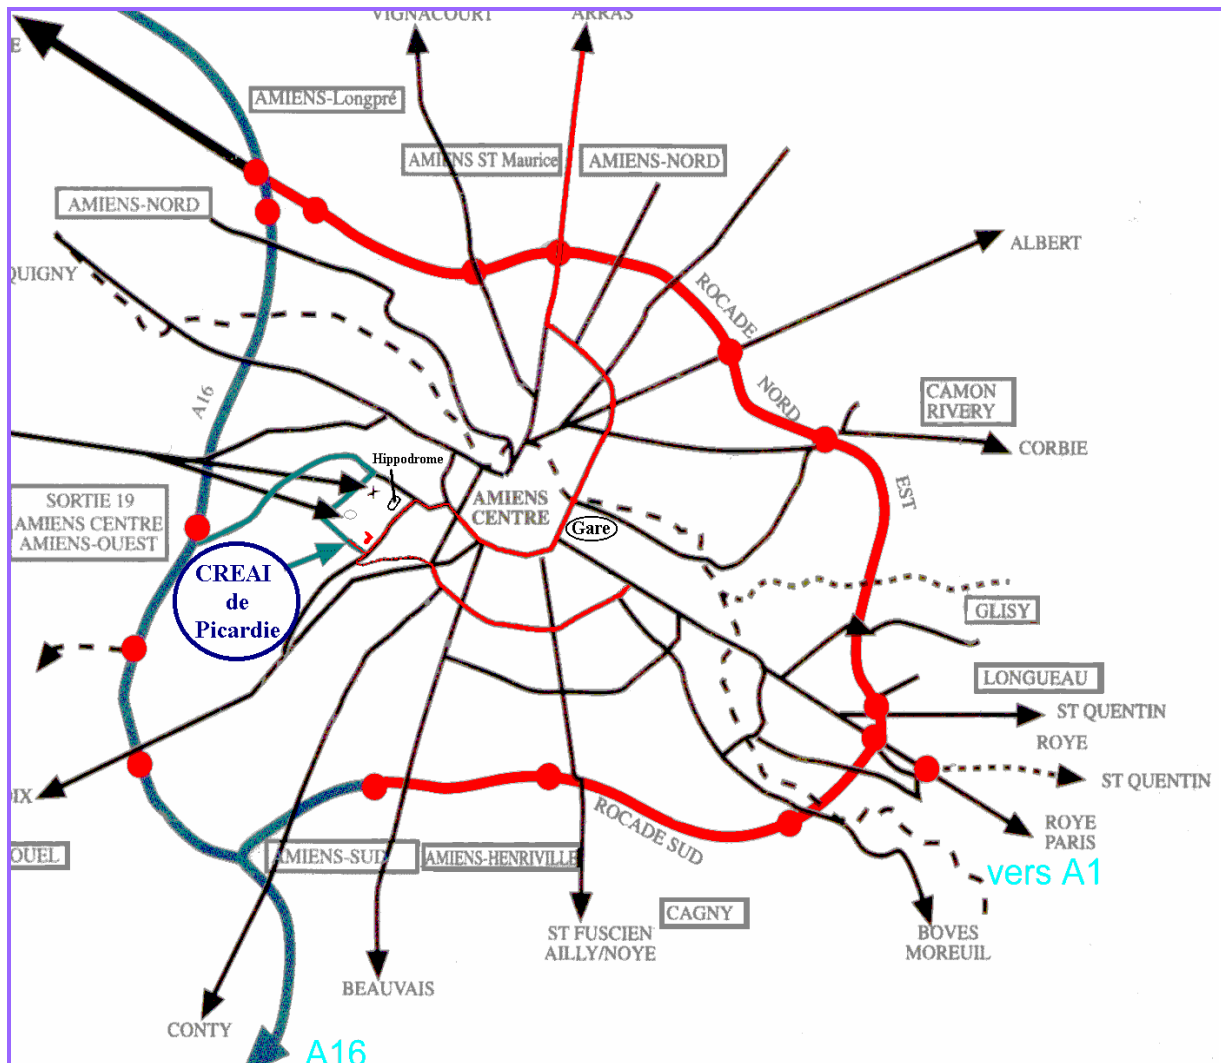 VIGNACOURT
ARRAS
E
AMIENS-Longpré
AMIENS ST Maurice
AMIENS-NORD
AMIENS-NORD
ALBERT
QUIGNY
ROCADE
NORD
EST
A16
CAMON
RIVERY
CORBIE
Hippodrome
SORTIE 19
AMIENS CENTRE
AMIENS-OUEST
AMIENS
CENTRE
Gare
CREAI
de
Picardie
GLISY
LONGUEAU
ST QUENTIN
ROYE
ST QUENTIN
IX
ROCADE SUD
ROYE
PARIS
OUEL
AMIENS-SUD
AMIENS-HENRIVILLE
vers A1
CAGNY
ST FUSCIEN
AILLY/NOYE
BOVES
MOREUIL
BEAUVAIS
CONTY
A16